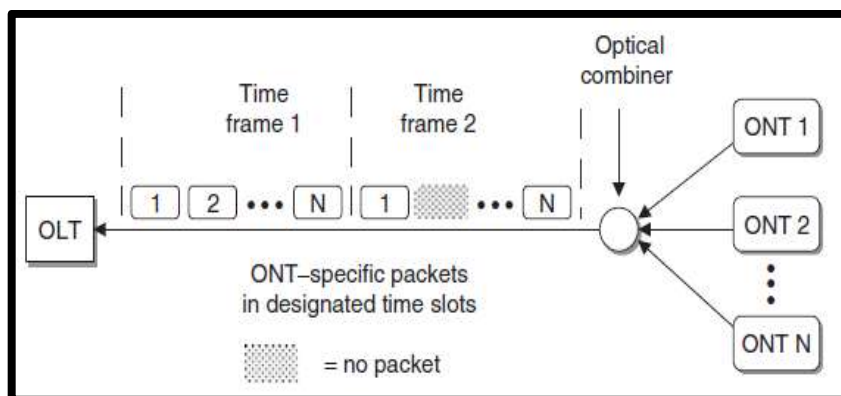 Optical
combiner
Time
frame 1
Time
frame 2
ONT 1
1 2 ••• N 1 ••• N
OLT
ONT 2
ONT–specific packets
in designated time slots
ONT N
= no packet